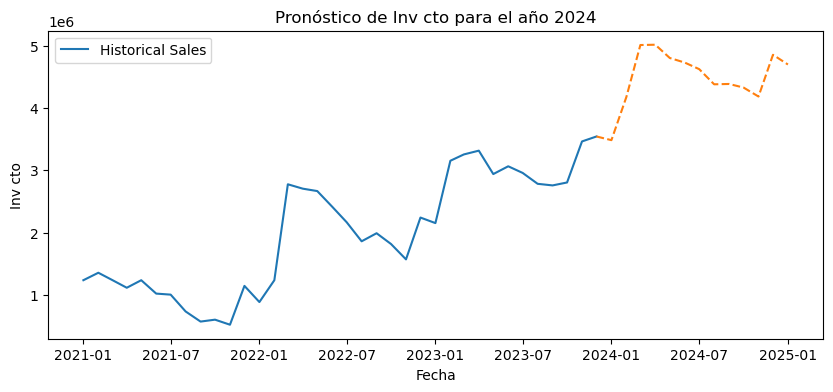 Pronóstico de Inv cto para el año 2024
1e6
Historical Sales
5
4
3
2
1
Inv cto
2021-01 2021-07 2022-01 2022-07 2023-01 2023-07 2024-01 2024-07 2025-01
Fecha